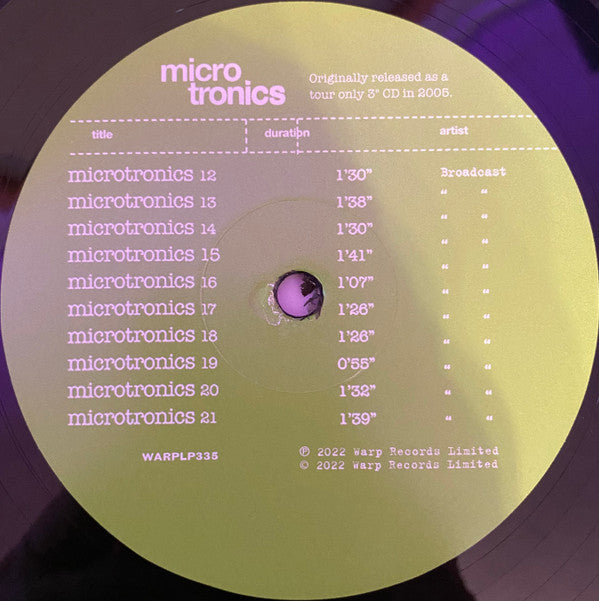 micro
tronics
Originally released as a
tour only 3" CD in 2005.
title duration artist
microtronics 12 1'30" Broadcast
microtronics 13 1'38" “ “
microtronics 14 1'30" “ “
microtronics 15 1'41" “ “
microtronics 16 1'07" “ “
microtronics 17 1'26" “ “
microtronics 18 1'26" “ “
microtronics 19 0'55" “ “
microtronics 20 1'32" “ “
microtronics 21 1'39" “ “
WARPLP335
℗ 2022 Warp Records Limited
© 2022 Warp Records Limited